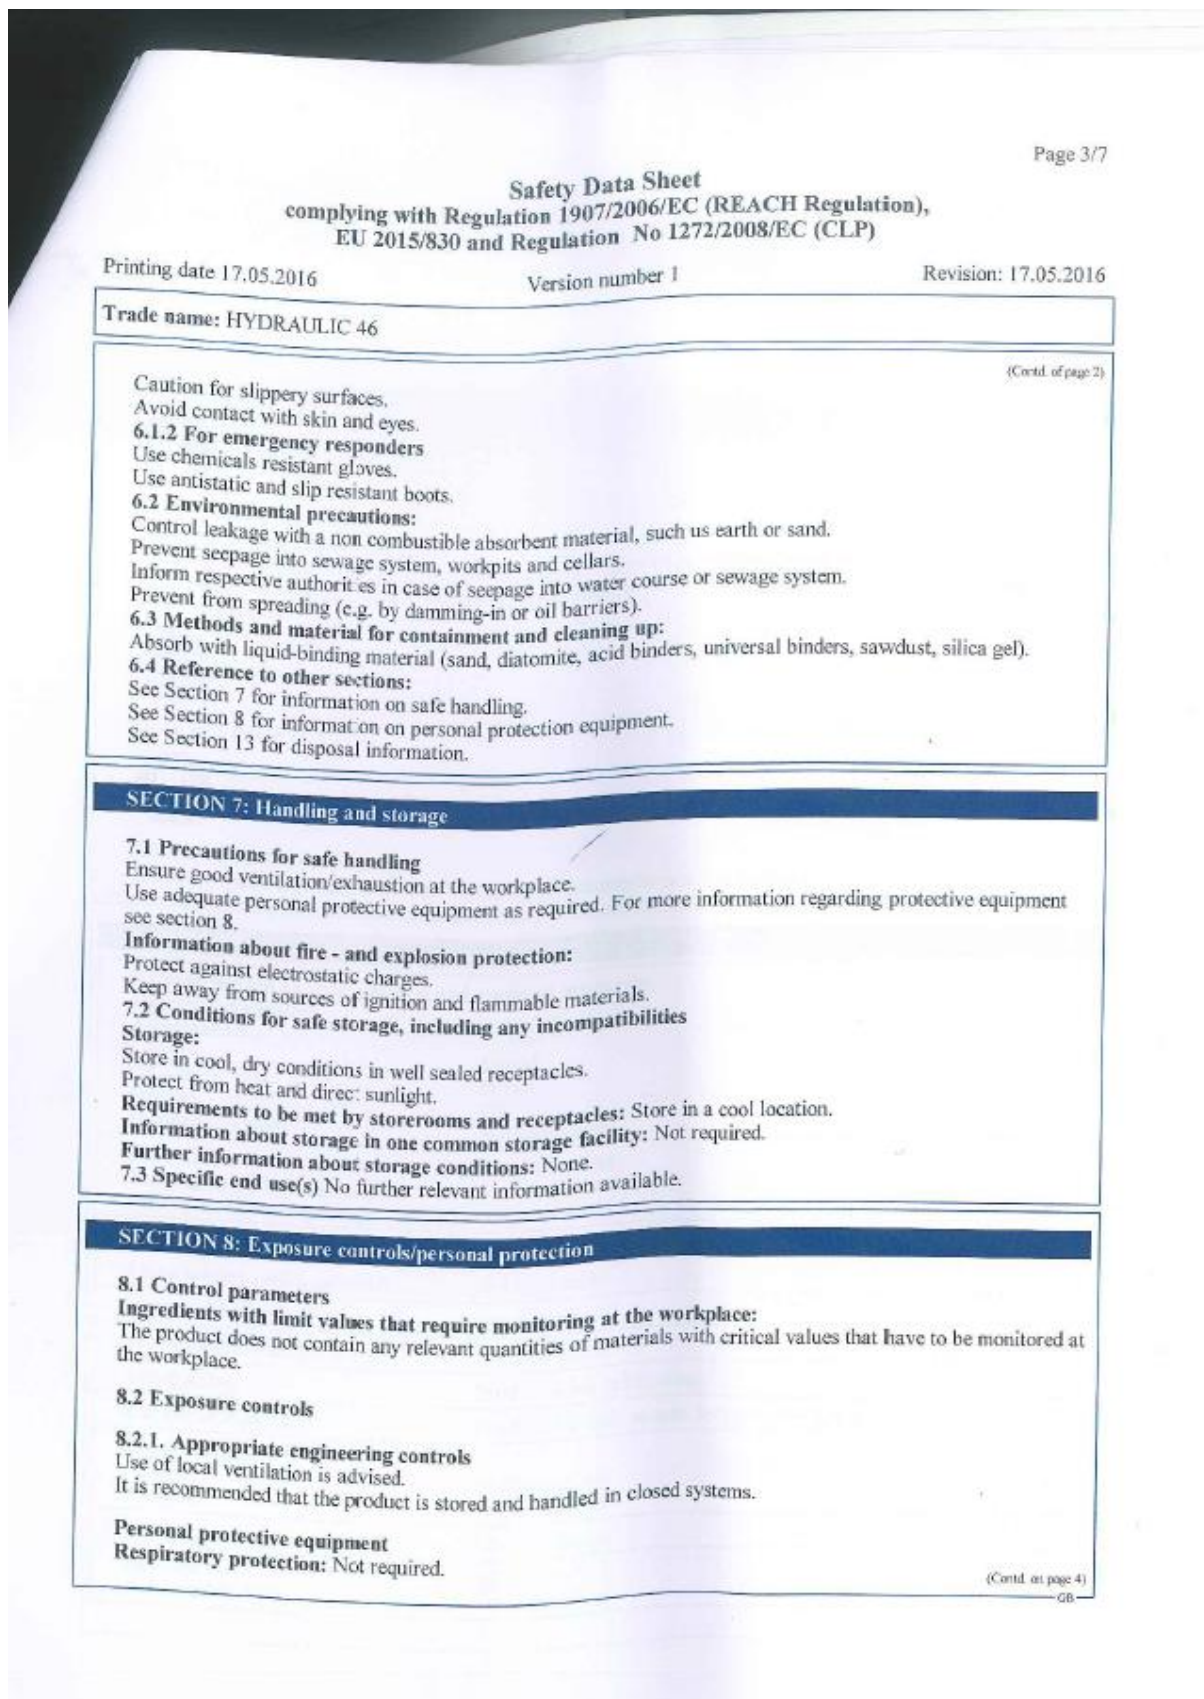 Page 3/7
Safety Data Sheet
complying with Regulation 1907/2006/EC (REACH Regulation),
EU 2015/830 and Regulation No 1272/2008/EC (CLP)
Printing date 17.05.2016 Version number 1 Revision: 17.05.2016
Trade name: HYDRAULIC 46
(Contd. of page 2)
Caution for slippery surfaces.
Avoid contact with skin and eyes.
6.1.2 For emergency responders
Use chemicals resistant gloves.
Use antistatic and slip resistant boots.
6.2 Environmental precautions:
Control leakage with a non combustible absorbent material, such us earth or sand.
Prevent seepage into sewage system, workpits and cellars.
Inform respective authorities in case of seepage into water course or sewage system.
Prevent from spreading (e.g. by damming-in or oil barriers).
6.3 Methods and material for containment and cleaning up:
Absorb with liquid-binding material (sand, diatomite, acid binders, universal binders, sawdust, silica gel).
6.4 Reference to other sections:
See Section 7 for information on safe handling.
See Section 8 for information on personal protection equipment.
See Section 13 for disposal information.
SECTION 7: Handling and storage
7.1 Precautions for safe handling
Ensure good ventilation/exhaustion at the workplace.
Use adequate personal protective equipment as required. For more information regarding protective equipment
see section 8.
Information about fire - and explosion protection:
Protect against electrostatic charges.
Keep away from sources of ignition and flammable materials.
7.2 Conditions for safe storage, including any incompatibilities
Storage:
Store in cool, dry conditions in well sealed receptacles.
Protect from heat and direct sunlight.
Requirements to be met by storerooms and receptacles: Store in a cool location.
Information about storage in one common storage facility: Not required.
Further information about storage conditions: None.
7.3 Specific end use(s) No further relevant information available.
SECTION 8: Exposure controls/personal protection
8.1 Control parameters
Ingredients with limit values that require monitoring at the workplace:
The product does not contain any relevant quantities of materials with critical values that have to be monitored at
the workplace.
8.2 Exposure controls
8.2.1. Appropriate engineering controls
Use of local ventilation is advised.
It is recommended that the product is stored and handled in closed systems.
Personal protective equipment
Respiratory protection: Not required.
(Contd. on page 4)
GB